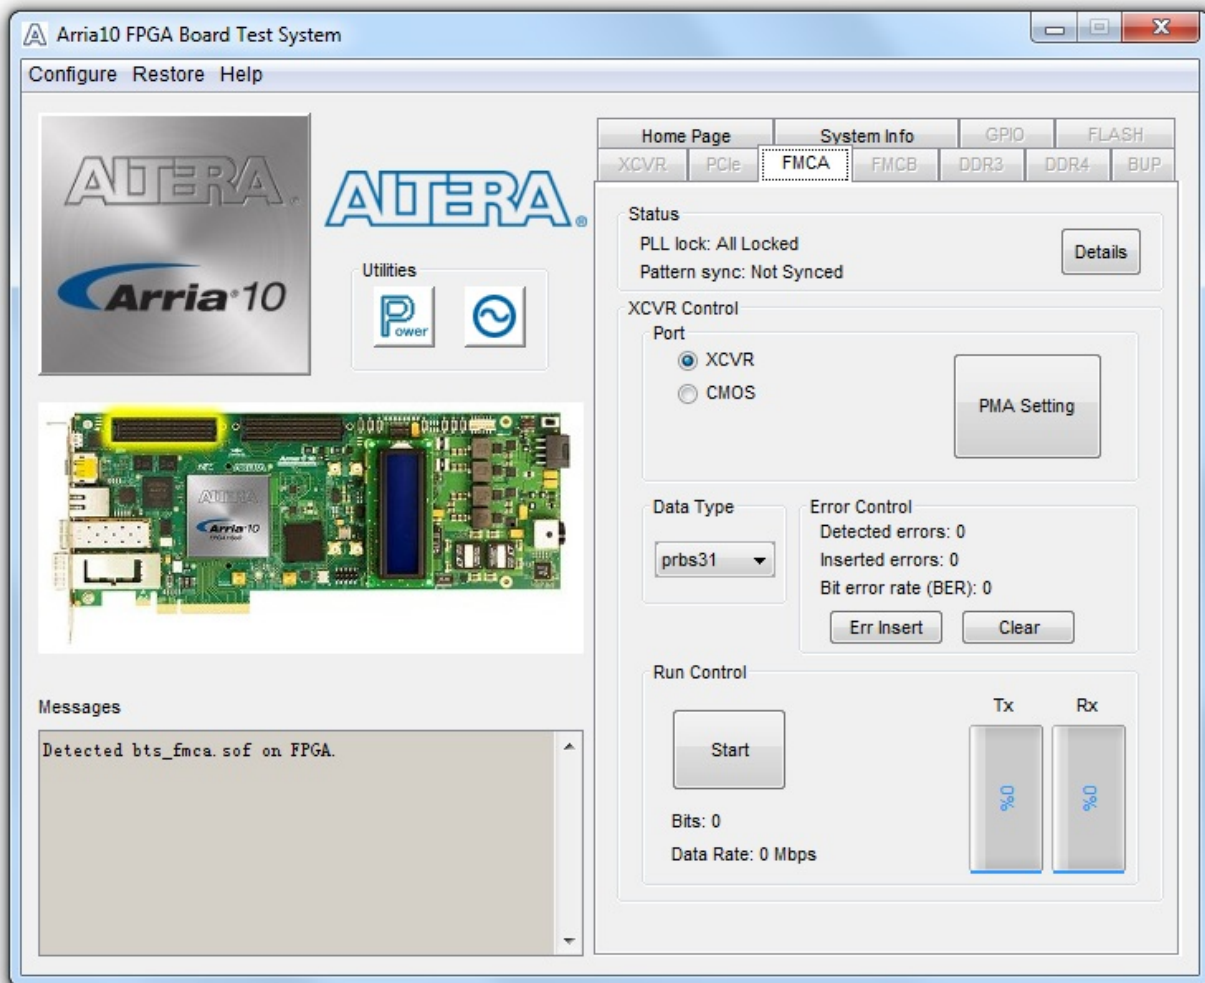 Arria10 FPGA Board Test System
Configure Restore Help
ALTERA®
Arria® 10
ALTERA®
Utilities
Power
ALTERA
Arria 10
Messages
Detected bts_fmca.sof on FPGA.
Home Page System Info GPIO FLASH
XCVR PCIe FMCA FMCB DDR3 DDR4 BUP
Status
PLL lock: All Locked
Pattern sync: Not Synced
Details
XCVR Control
Port
XCVR
CMOS
PMA Setting
Data Type
prbs31
Error Control
Detected errors: 0
Inserted errors: 0
Bit error rate (BER): 0
Err Insert Clear
Run Control
Start
Tx Rx
0% 0%
Bits: 0
Data Rate: 0 Mbps